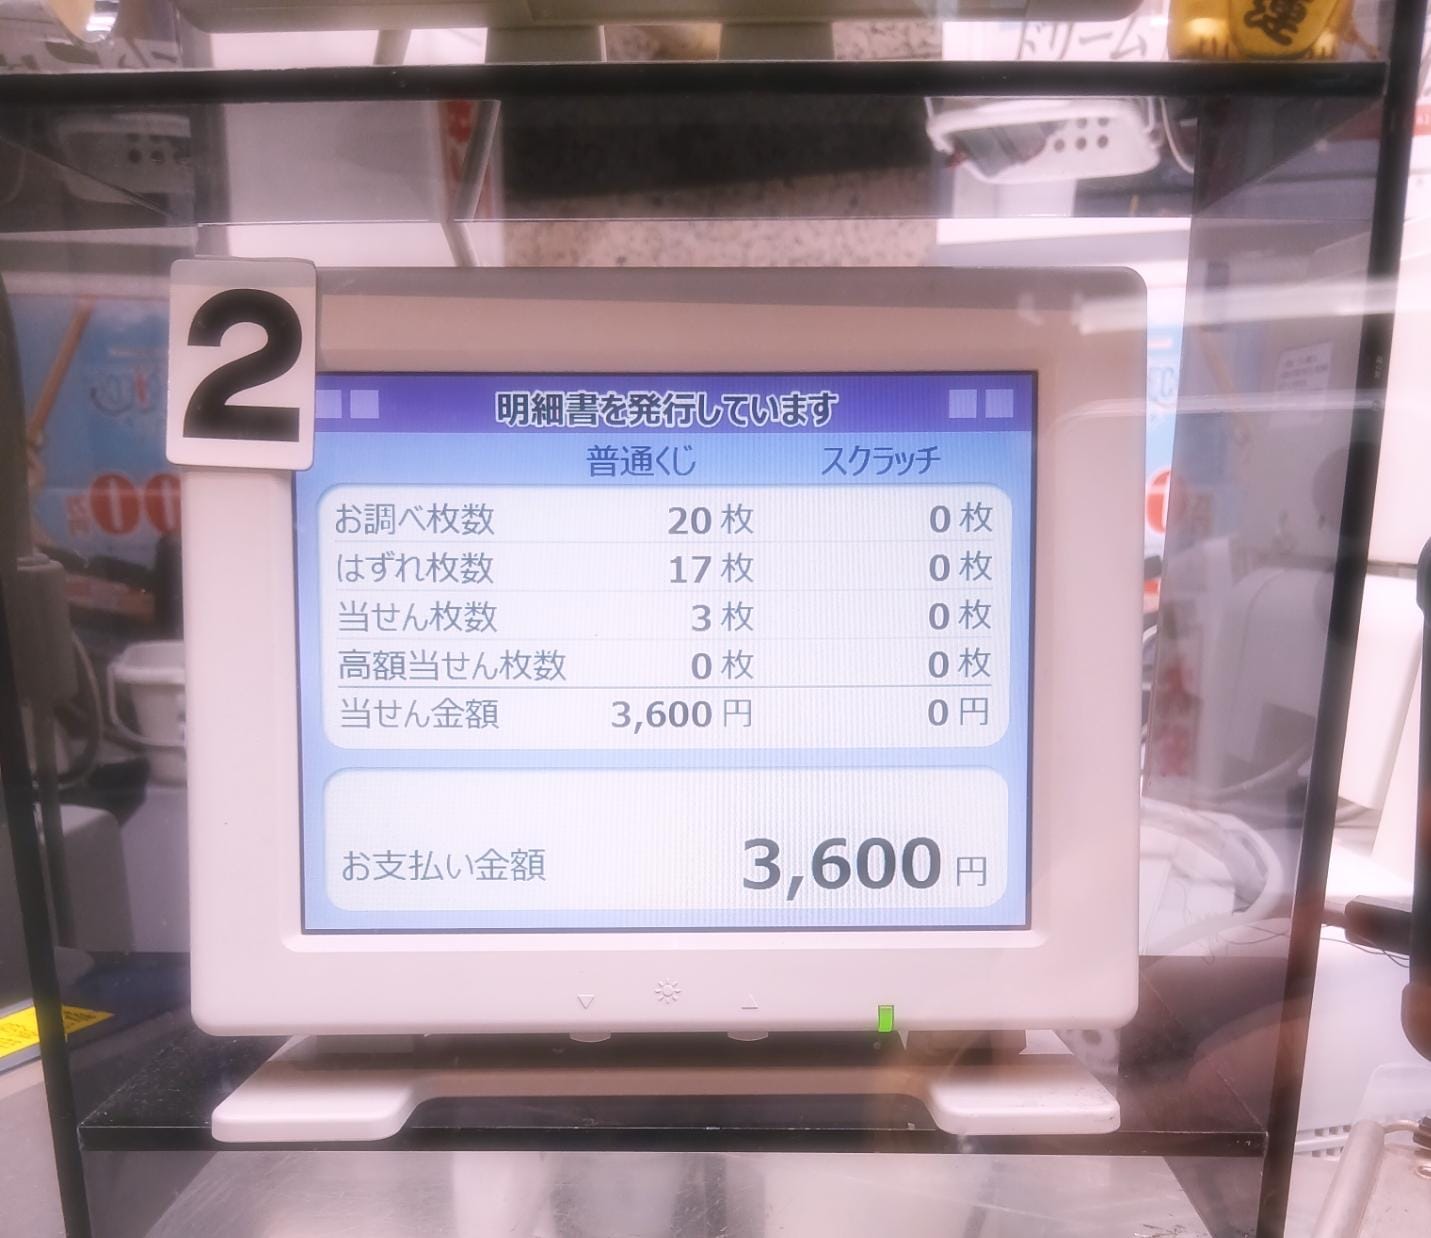 ドリーム
2
明細書を発行しています
普通くじ スクラッチ
お調べ枚数 20 枚 0 枚
はずれ枚数 17 枚 0 枚
当せん枚数 3 枚 0 枚
高額当せん枚数 0 枚 0 枚
当せん金額 3,600 円 0 円
お支払い金額 3,600 円